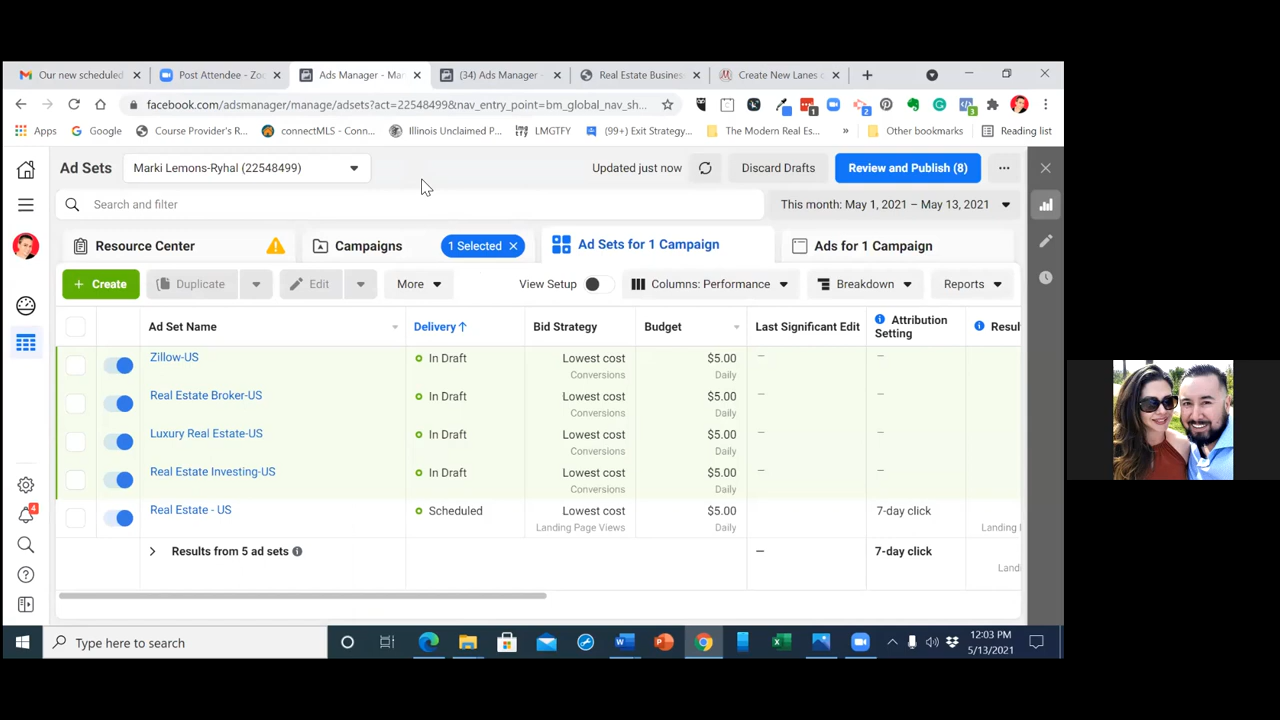 Our new scheduled
Post Attendee - Zoo
Ads Manager - Ma
(34) Ads Manager -
Real Estate Busines
Create New Lanes o
facebook.com/adsmanager/manage/adsets?act=22548499&nav_entry_point=bm_global_nav_sh...
1
2
3
Apps
Google
Course Provider's R...
connectMLS - Conn...
Illinois Unclaimed P...
LMGTFY
(99+) Exit Strategy...
The Modern Real Es...
»
Other bookmarks
Reading list
Ad Sets
Marki Lemons-Ryhal (22548499)
Updated just now
Discard Drafts
Review and Publish (8)
Search and filter
This month: May 1, 2021 – May 13, 2021
Resource Center
Campaigns
1 Selected
Ad Sets for 1 Campaign
Ads for 1 Campaign
+ Create
Duplicate
Edit
More
View Setup
Columns: Performance
Breakdown
Reports
Ad Set Name
Delivery ↑
Bid Strategy
Budget
Last Significant Edit
Attribution Setting
Resul
Zillow-US
In Draft
Lowest cost
Conversions
$5.00
Daily
—
—
Real Estate Broker-US
In Draft
Lowest cost
Conversions
$5.00
Daily
—
—
Luxury Real Estate-US
In Draft
Lowest cost
Conversions
$5.00
Daily
—
—
Real Estate Investing-US
In Draft
Lowest cost
Conversions
$5.00
Daily
—
—
Real Estate - US
Scheduled
Lowest cost
Landing Page Views
$5.00
Daily
7-day click
Landing
Results from 5 ad sets
—
7-day click
Landi
4
Type here to search
12:03 PM
5/13/2021